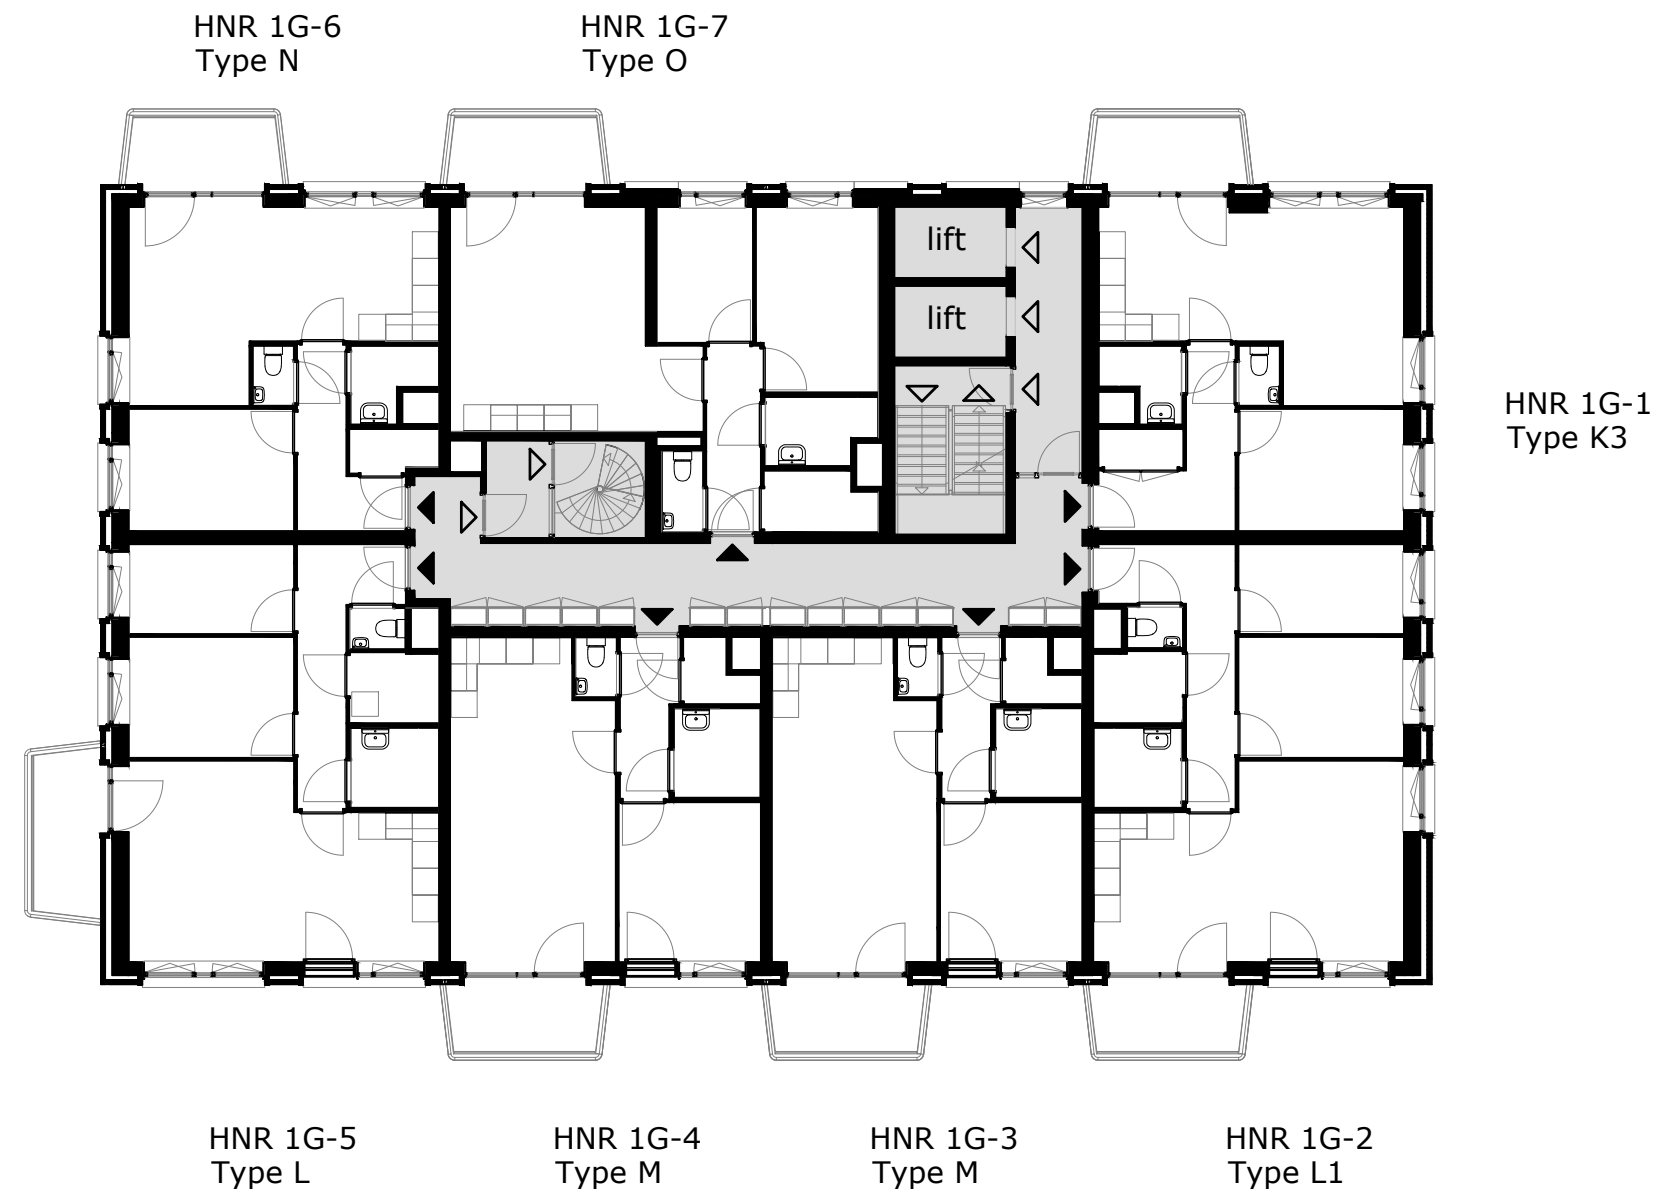 HNR 1G-6
Type N
HNR 1G-7
Type O
lift
lift
HNR 1G-1
Type K3
HNR 1G-5
Type L
HNR 1G-4
Type M
HNR 1G-3
Type M
HNR 1G-2
Type L1